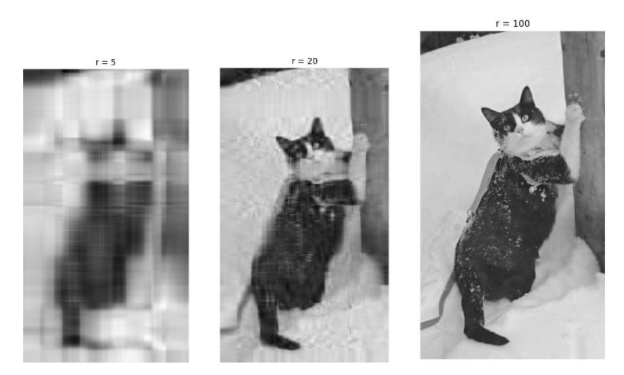 r = 5
r = 20
r = 100